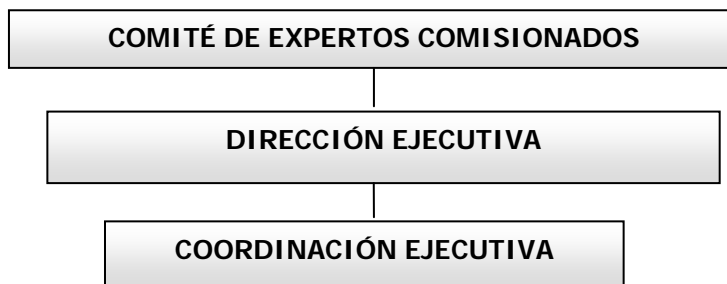 COMITÉ DE EXPERTOS COMISIONADOS
DIRECCIÓN EJECUTIVA
COORDINACIÓN EJECUTIVA